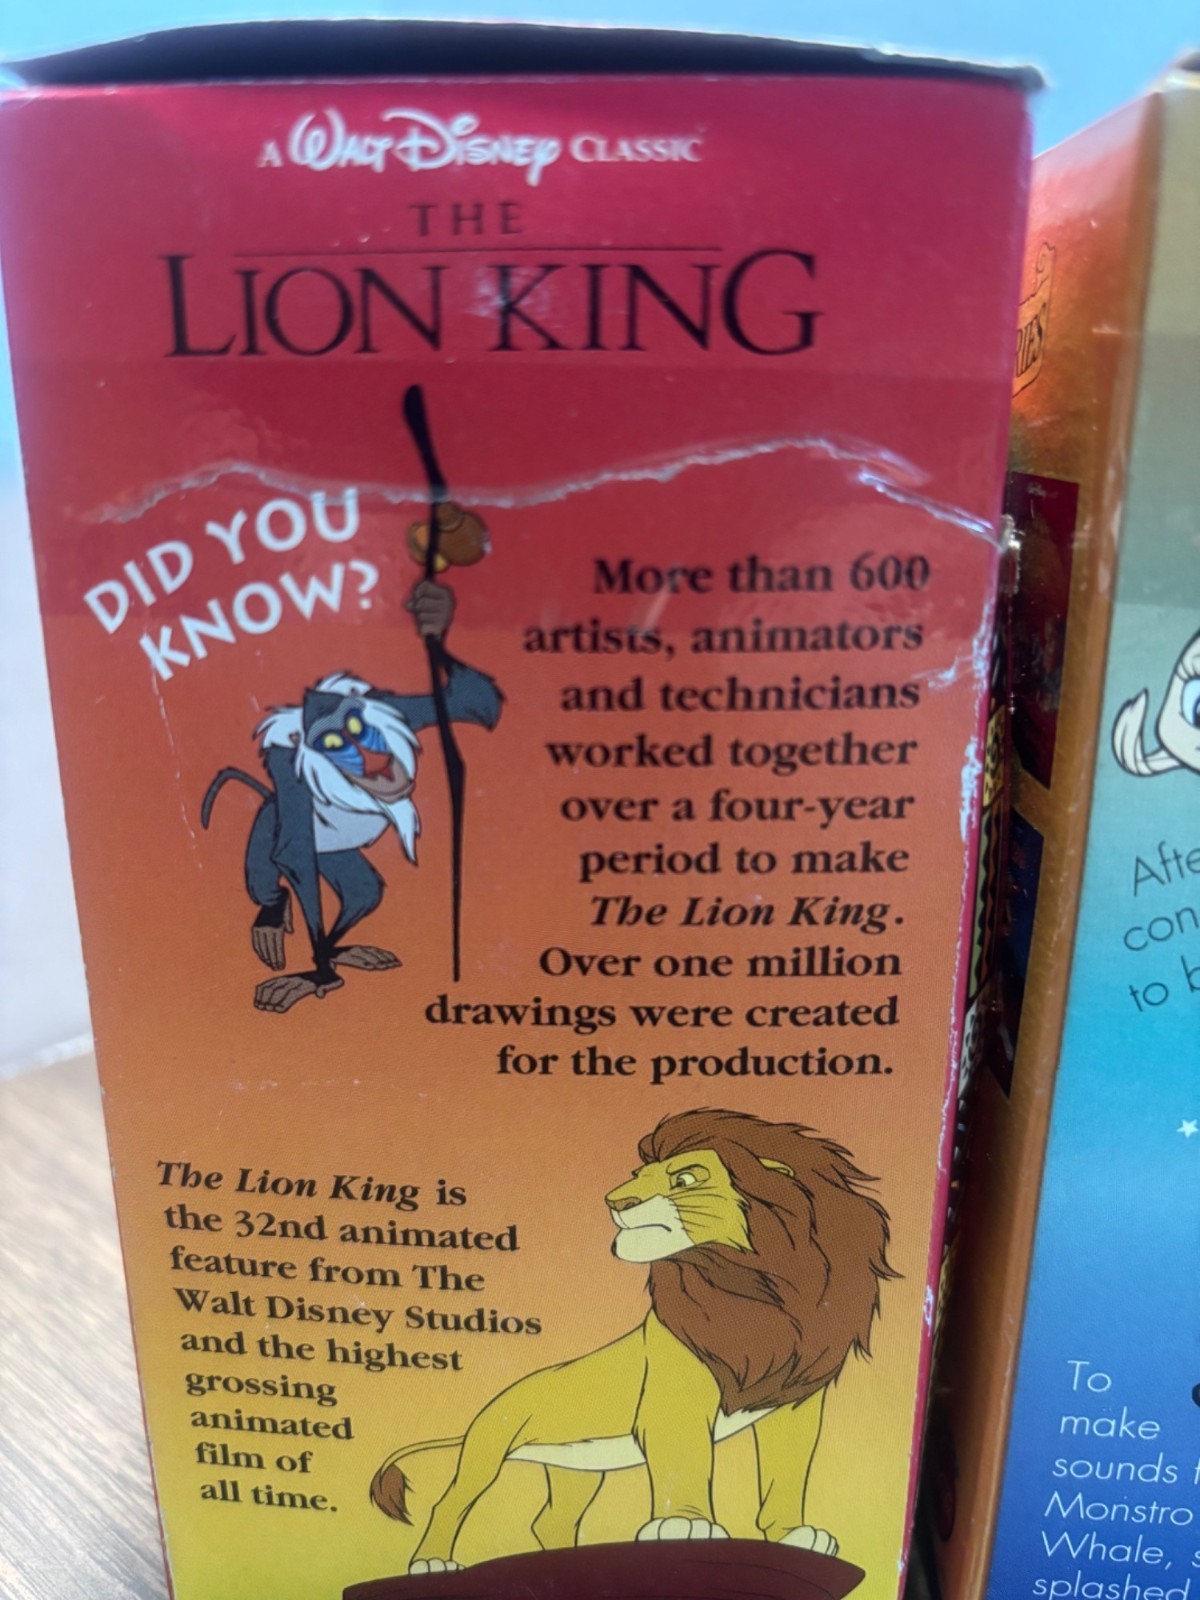 A WALT DISNEY CLASSIC
THE
LION KING
DID YOU
KNOW?
More than 600
artists, animators
and technicians
worked together
over a four-year
period to make
The Lion King.
Over one million
drawings were created
for the production.
The Lion King is
the 32nd animated
feature from The
Walt Disney Studios
and the highest
grossing
animated
film of
all time.
to
To
make
sounds
Monstro
Whale,
splashed